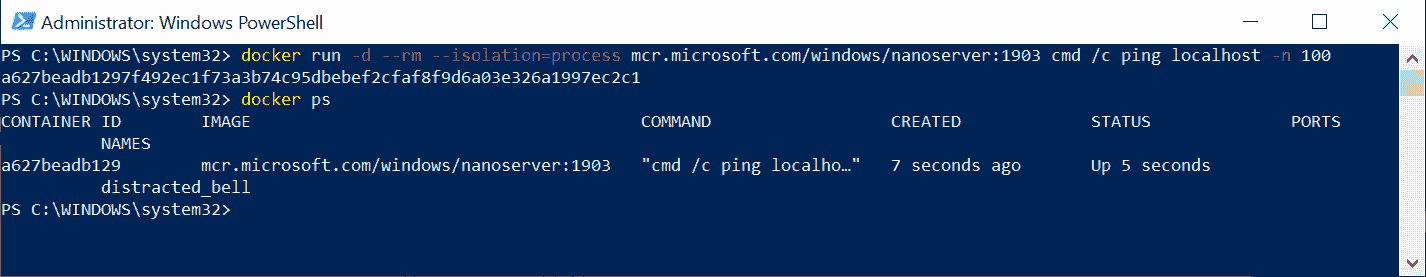 Administrator: Windows PowerShell
PS C:\WINDOWS\system32> docker run -d --rm --isolation=process mcr.microsoft.com/windows/nanoserver:1903 cmd /c ping localhost -n 100
a627beadb1297f492ec1f73a3b74c95dbebef2cfaf8f9d6a03e326a1997ec2c1
PS C:\WINDOWS\system32> docker ps
CONTAINER ID IMAGE COMMAND CREATED STATUS PORTS
NAMES
a627beadb129 mcr.microsoft.com/windows/nanoserver:1903 "cmd /c ping localho…" 7 seconds ago Up 5 seconds
distracted_bell
PS C:\WINDOWS\system32>